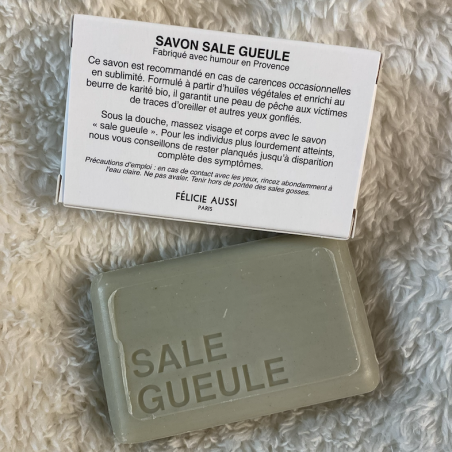 SAVON SALE GUEULE
Fabriqué avec humour en Provence
Ce savon est recommandé en cas de carences occasionnelles
en sublimité. Formulé à partir d'huiles végétales et enrichi au
beurre de karité bio, il garantit une peau de pêche aux victimes
de traces d'oreiller et autres yeux gonflés.
Sous la douche, massez visage et corps avec le savon
« sale gueule ». Pour les individus plus lourdement atteints,
nous vous conseillons de rester planqués jusqu'à disparition
complète des symptômes.
Précautions d'emploi : en cas de contact avec les yeux, rincez abondamment à
l'eau claire. Ne pas avaler. Tenir hors de portée des sales gosses.
FÉLICIE AUSSI
PARIS
SALE
GUEULE